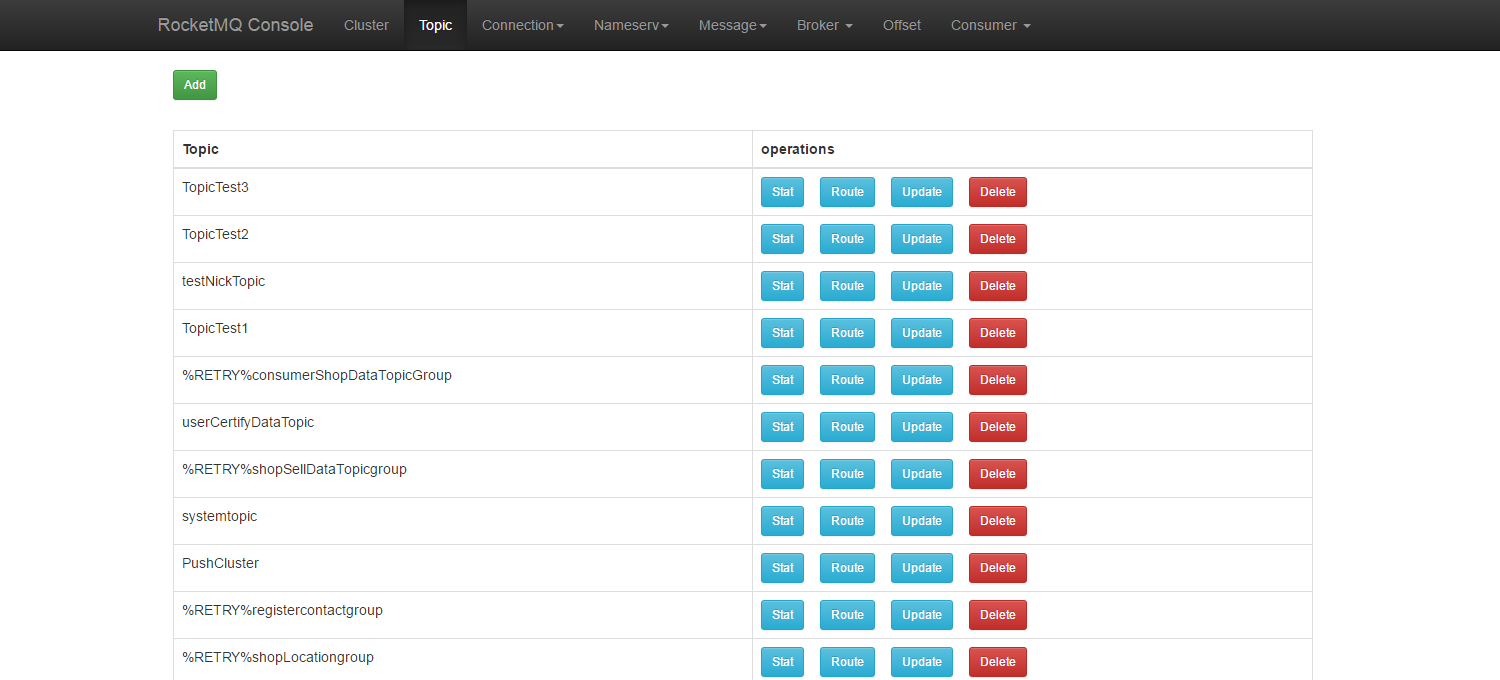 RocketMQ Console Cluster Topic Connection Nameserv Message Broker Offset Consumer
Add
Topic operations
TopicTest3 Stat Route Update Delete
TopicTest2 Stat Route Update Delete
testNickTopic Stat Route Update Delete
TopicTest1 Stat Route Update Delete
%RETRY%consumerShopDataTopicGroup Stat Route Update Delete
userCertifyDataTopic Stat Route Update Delete
%RETRY%shopSellDataTopicgroup Stat Route Update Delete
systemtopic Stat Route Update Delete
PushCluster Stat Route Update Delete
%RETRY%registercontactgroup Stat Route Update Delete
%RETRY%shopLocationgroup Stat Route Update Delete